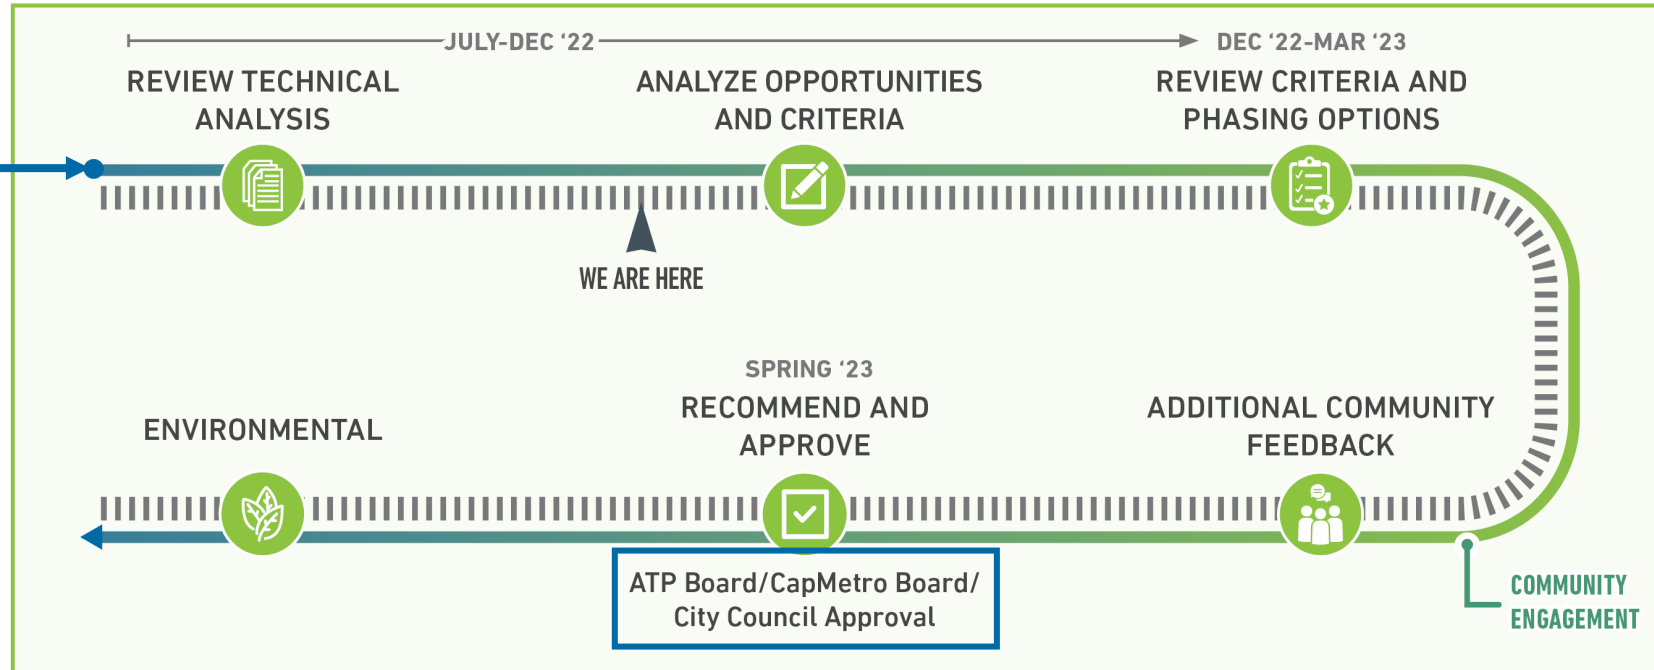 JULY-DEC ‘22
DEC ‘22-MAR ‘23
REVIEW TECHNICAL
ANALYSIS
ANALYZE OPPORTUNITIES
AND CRITERIA
REVIEW CRITERIA AND
PHASING OPTIONS
WE ARE HERE
ENVIRONMENTAL
SPRING ‘23
RECOMMEND AND
APPROVE
ADDITIONAL COMMUNITY
FEEDBACK
ATP Board/CapMetro Board/
City Council Approval
COMMUNITY
ENGAGEMENT